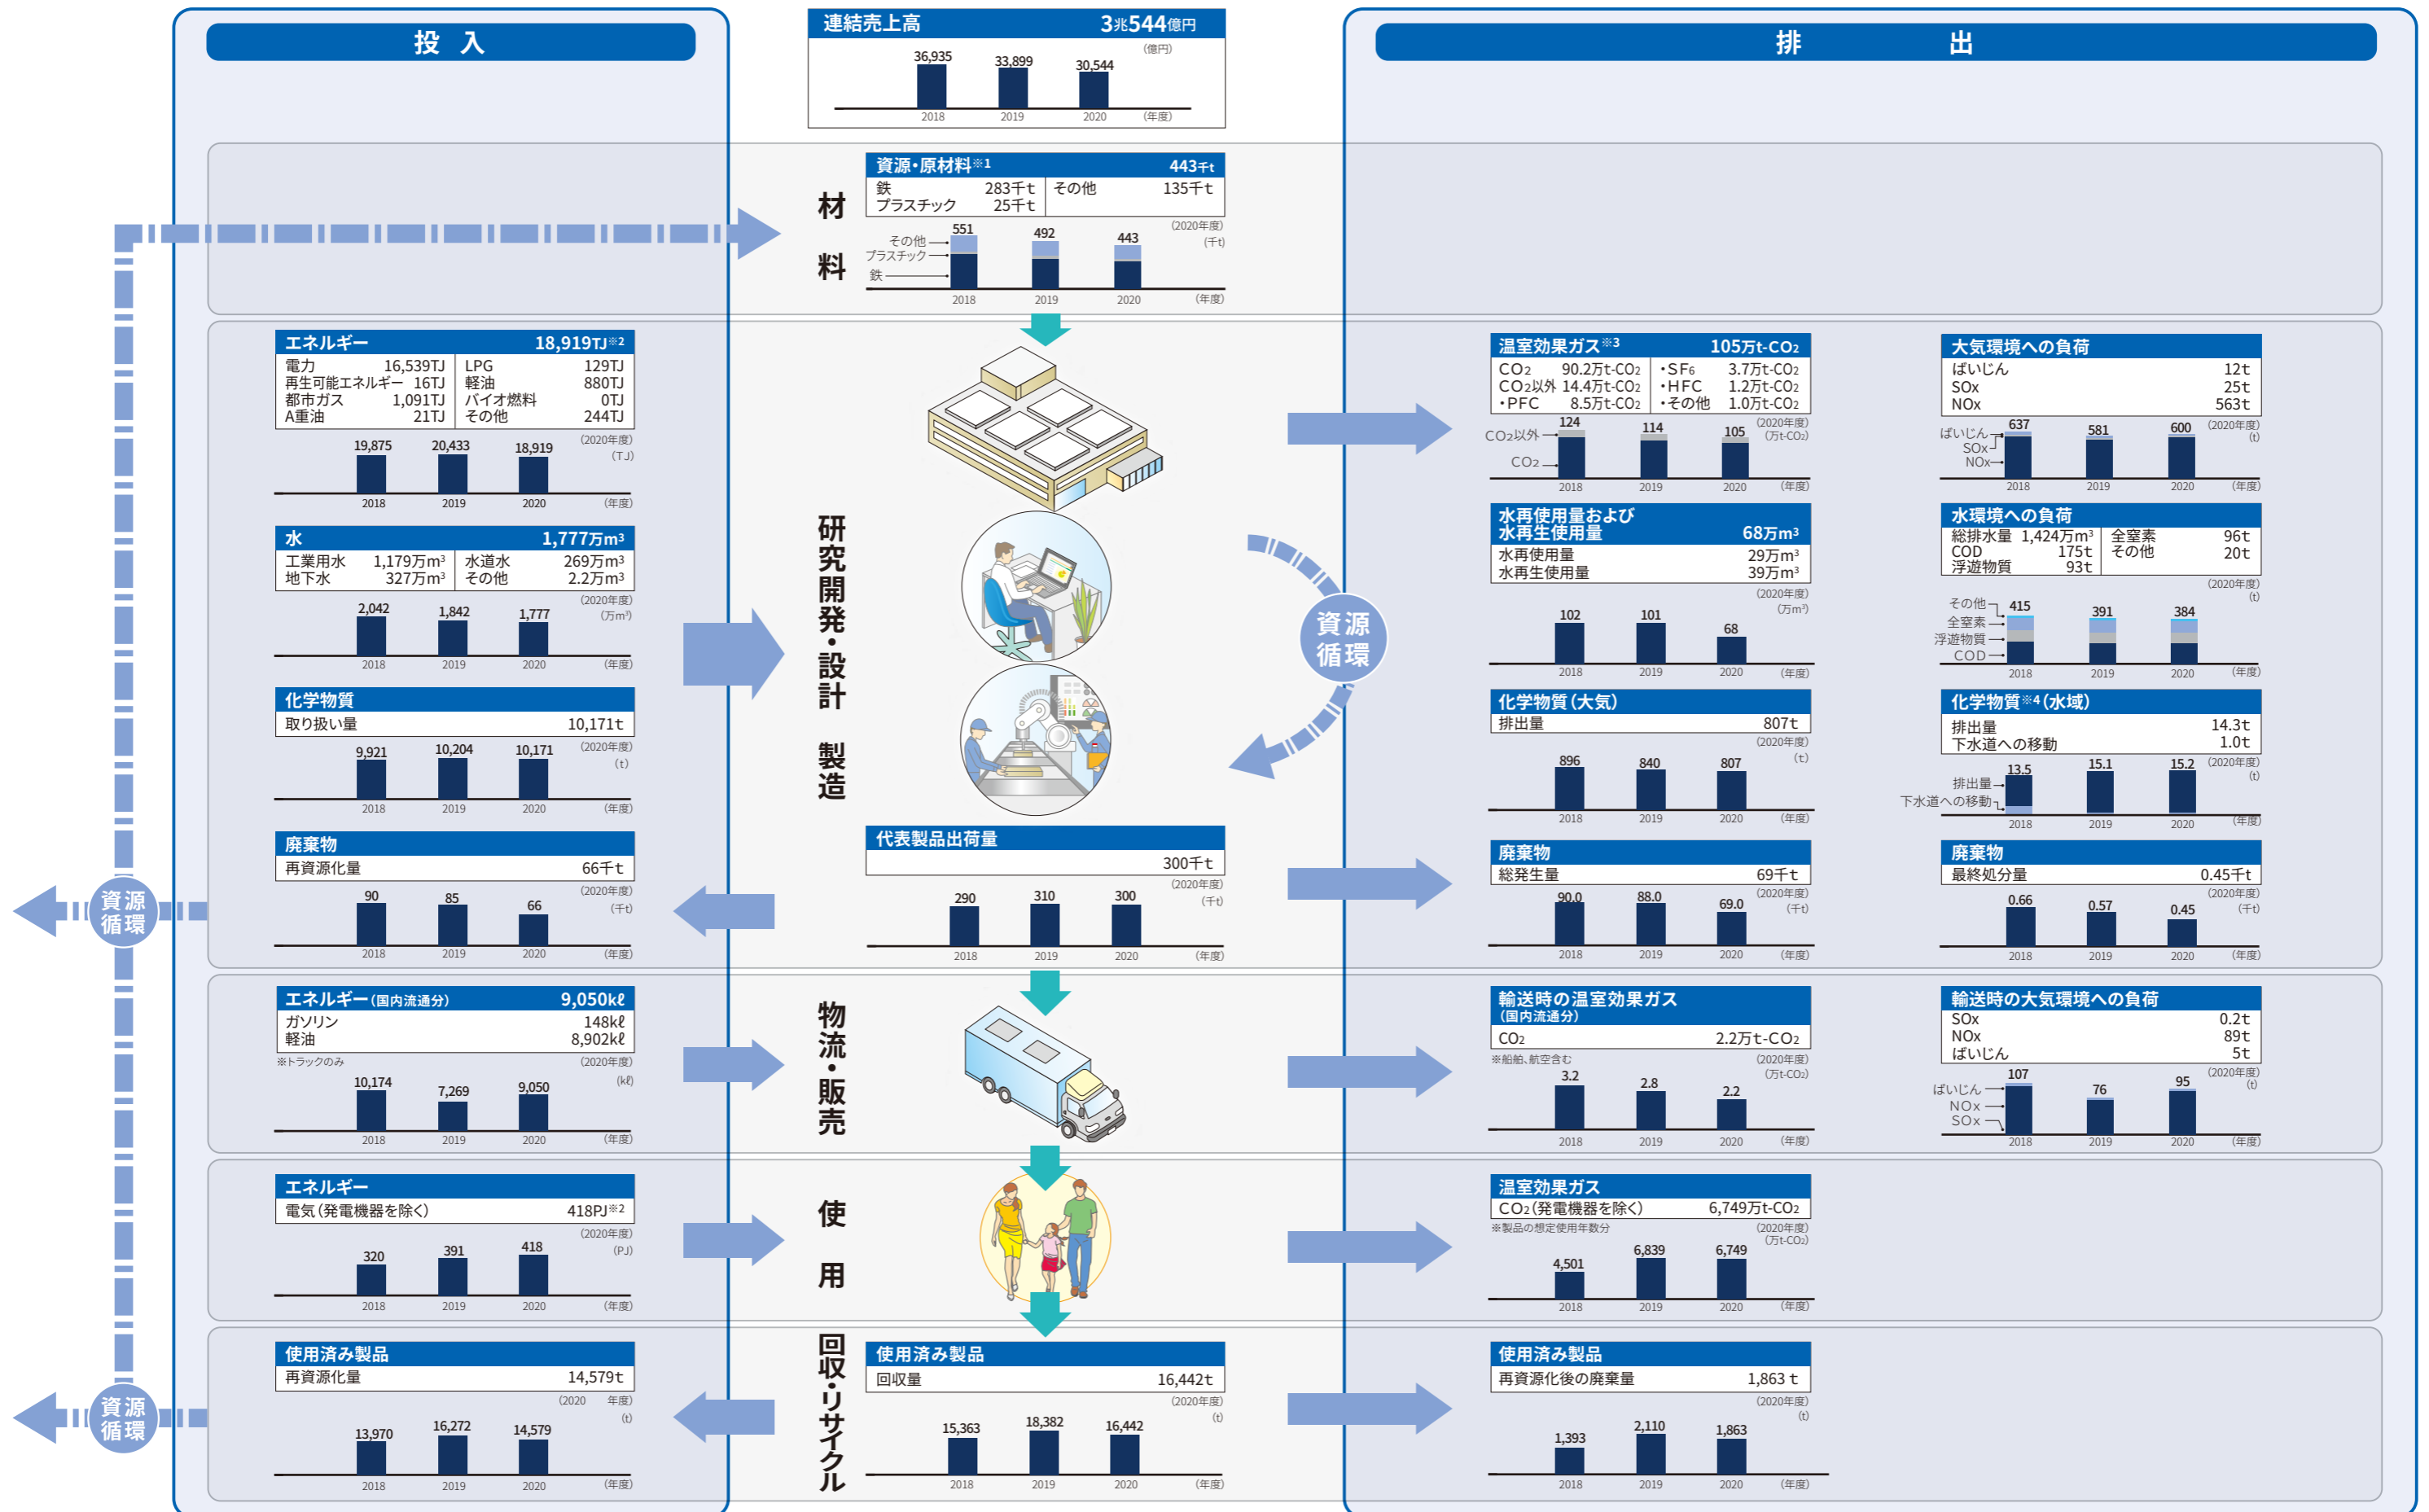 投 入
連結売上高 3兆544億円
(億円)
36,935 33,899 30,544
2018 2019 2020 (年度)
排 出
材 料
資源・原材料※1 443千t
鉄 283千t その他 135千t
プラスチック 25千t
(2020年度)
(千t)
551 492 443
その他
プラスチック
鉄
2018 2019 2020 (年度)
研究開発・設計 製造
エネルギー 18,919TJ※2
電力 16,539TJ LPG 129TJ
再生可能エネルギー 16TJ 軽油 880TJ
都市ガス 1,091TJ バイオ燃料 0TJ
A重油 21TJ その他 244TJ
(2020年度)
(TJ)
19,875 20,433 18,919
2018 2019 2020 (年度)
水 1,777万m³
工業用水 1,179万m³ 水道水 269万m³
地下水 327万m³ その他 2.2万m³
(2020年度)
(万m³)
2,042 1,842 1,777
2018 2019 2020 (年度)
化学物質
取り扱い量 10,171t
(2020年度)
(t)
9,921 10,204 10,171
2018 2019 2020 (年度)
廃棄物
再資源化量 66千t
(2020年度)
(千t)
90 85 66
2018 2019 2020 (年度)
資源循環
代表製品出荷量
300千t
(2020年度)
(千t)
290 310 300
2018 2019 2020 (年度)
資源循環
温室効果ガス※3 105万t-CO₂
CO₂ 90.2万t-CO₂ ・SF₆ 3.7万t-CO₂
CO₂以外 14.4万t-CO₂ ・HFC 1.2万t-CO₂
・PFC 8.5万t-CO₂ ・その他 1.0万t-CO₂
(2020年度)
(万t-CO₂)
124 114 105
CO₂以外
CO₂
2018 2019 2020 (年度)
大気環境への負荷
ばいじん 12t
SOx 25t
NOx 563t
(2020年度)
(t)
637 581 600
ばいじん
SOx
NOx
2018 2019 2020 (年度)
水再使用量および
水再生使用量 68万m³
水再使用量 29万m³
水再生使用量 39万m³
(2020年度)
(万m³)
102 101 68
2018 2019 2020 (年度)
水環境への負荷
総排水量 1,424万m³ 全窒素 96t
COD 175t その他 20t
浮遊物質 93t
(2020年度)
(t)
415 391 384
その他
全窒素
浮遊物質
COD
2018 2019 2020 (年度)
化学物質(大気)
排出量 807t
(2020年度)
(t)
896 840 807
2018 2019 2020 (年度)
化学物質※4(水域)
排出量 14.3t
下水道への移動 1.0t
(2020年度)
(t)
13.5 15.1 15.2
排出量
下水道への移動
2018 2019 2020 (年度)
廃棄物
総発生量 69千t
(2020年度)
(千t)
90.0 88.0 69.0
2018 2019 2020 (年度)
廃棄物
最終処分量 0.45千t
(2020年度)
(千t)
0.66 0.57 0.45
2018 2019 2020 (年度)
物流・販売
エネルギー(国内流通分) 9,050kℓ
ガソリン 148kℓ
軽油 8,902kℓ
※トラックのみ (2020年度)
(kℓ)
10,174 7,269 9,050
2018 2019 2020 (年度)
輸送時の温室効果ガス
(国内流通分)
CO₂ 2.2万t-CO₂
※船舶、航空含む (2020年度)
(万t-CO₂)
3.2 2.8 2.2
2018 2019 2020 (年度)
輸送時の大気環境への負荷
SOx 0.2t
NOx 89t
ばいじん 5t
(2020年度)
(t)
107 76 95
ばいじん
NOx
SOx
2018 2019 2020 (年度)
使 用
エネルギー
電気(発電機器を除く) 418PJ※2
(2020年度)
(PJ)
320 391 418
2018 2019 2020 (年度)
温室効果ガス
CO₂(発電機器を除く) 6,749万t-CO₂
※製品の想定使用年数分 (2020年度)
(万t-CO₂)
4,501 6,839 6,749
2018 2019 2020 (年度)
回収・リサイクル
使用済み製品
再資源化量 14,579t
(2020 年度)
(t)
13,970 16,272 14,579
2018 2019 2020 (年度)
資源循環
使用済み製品
回収量 16,442t
(2020年度)
(t)
15,363 18,382 16,442
2018 2019 2020 (年度)
使用済み製品
再資源化後の廃棄量 1,863 t
(2020年度)
(t)
1,393 2,110 1,863
2018 2019 2020 (年度)